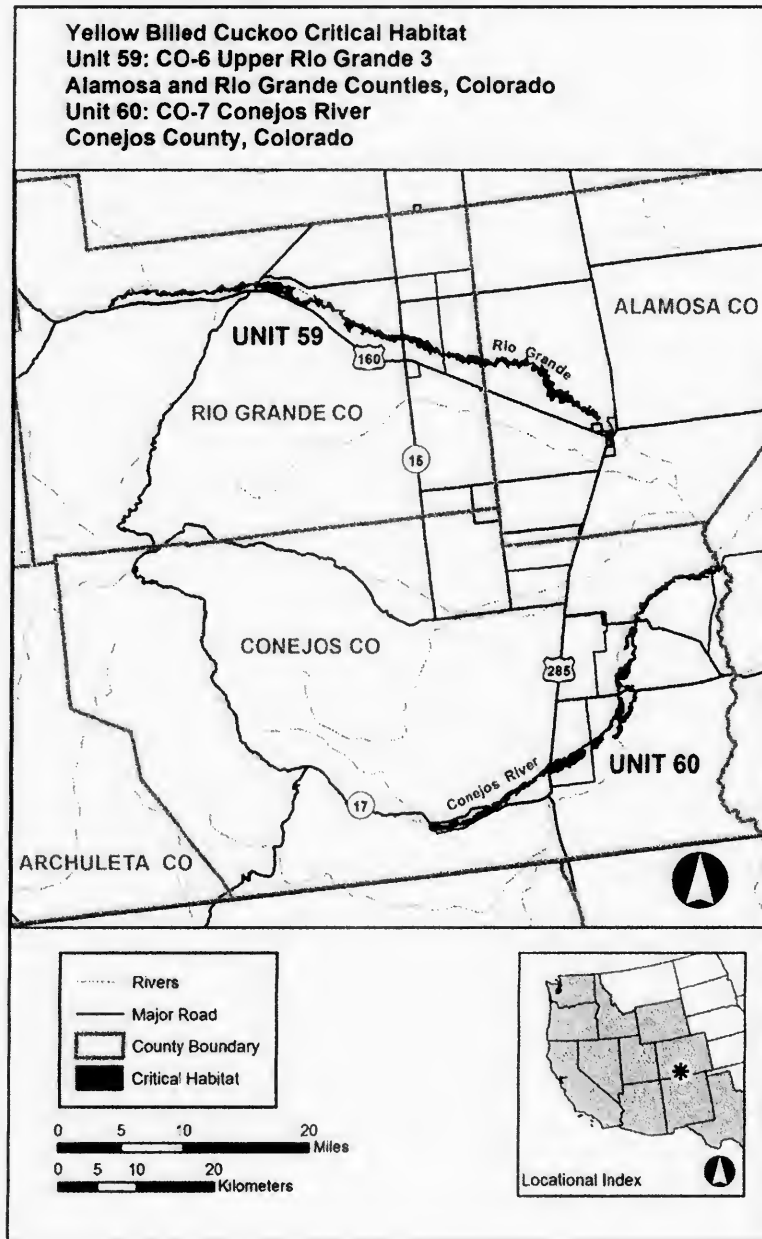 Yellow Billed Cuckoo Critical Habitat
Unit 59: CO-6 Upper Rio Grande 3
Alamosa and Rio Grande Counties, Colorado
Unit 60: CO-7 Conejos River
Conejos County, Colorado
ALAMOSA CO
UNIT 59
Rio Grande
160
RIO GRANDE CO
15
CONEJOS CO
285
UNIT 60
Conejos River
17
ARCHULETA CO
Rivers
Major Road
County Boundary
Critical Habitat
0 5 10 20
Miles
0 5 10 20
Kilometers
Locational Index